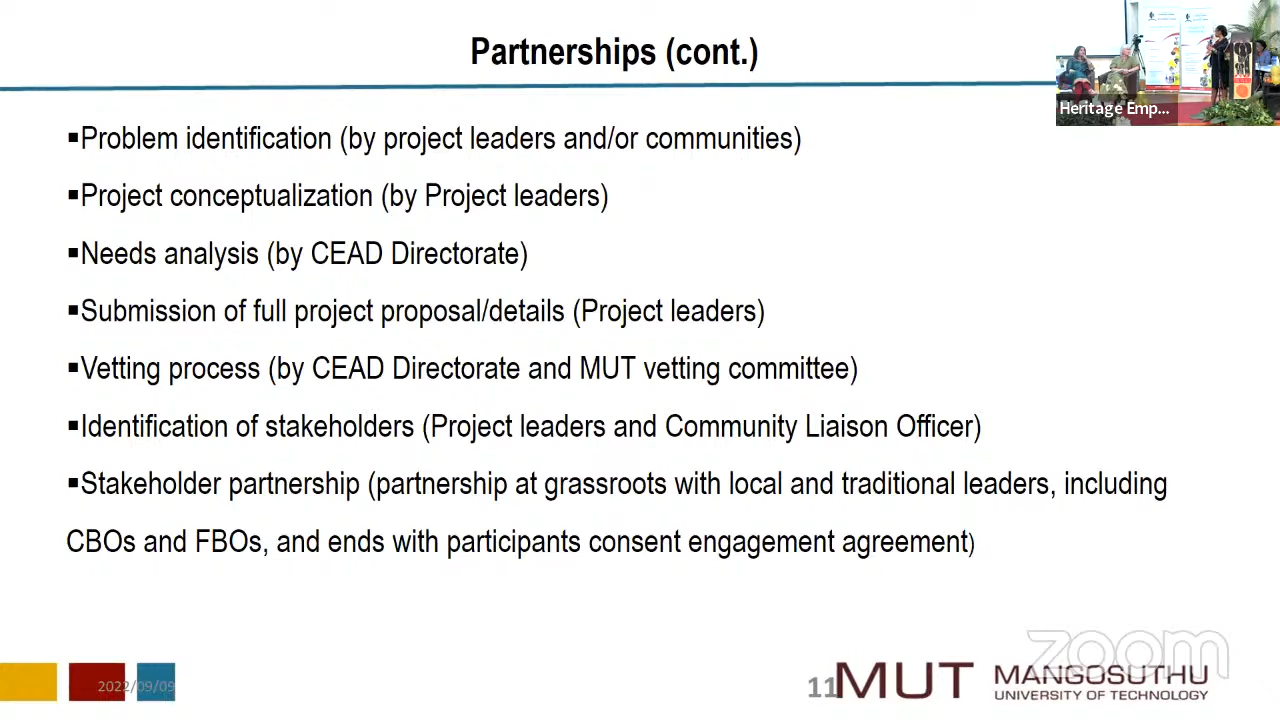 Partnerships (cont.)
Heritage Emp...
▪Problem identification (by project leaders and/or communities)
▪Project conceptualization (by Project leaders)
▪Needs analysis (by CEAD Directorate)
▪Submission of full project proposal/details (Project leaders)
▪Vetting process (by CEAD Directorate and MUT vetting committee)
▪Identification of stakeholders (Project leaders and Community Liaison Officer)
▪Stakeholder partnership (partnership at grassroots with local and traditional leaders, including
CBOs and FBOs, and ends with participants consent engagement agreement)
zoom
2022/09/09
11
MUT MANGOSUTHU
UNIVERSITY OF TECHNOLOGY